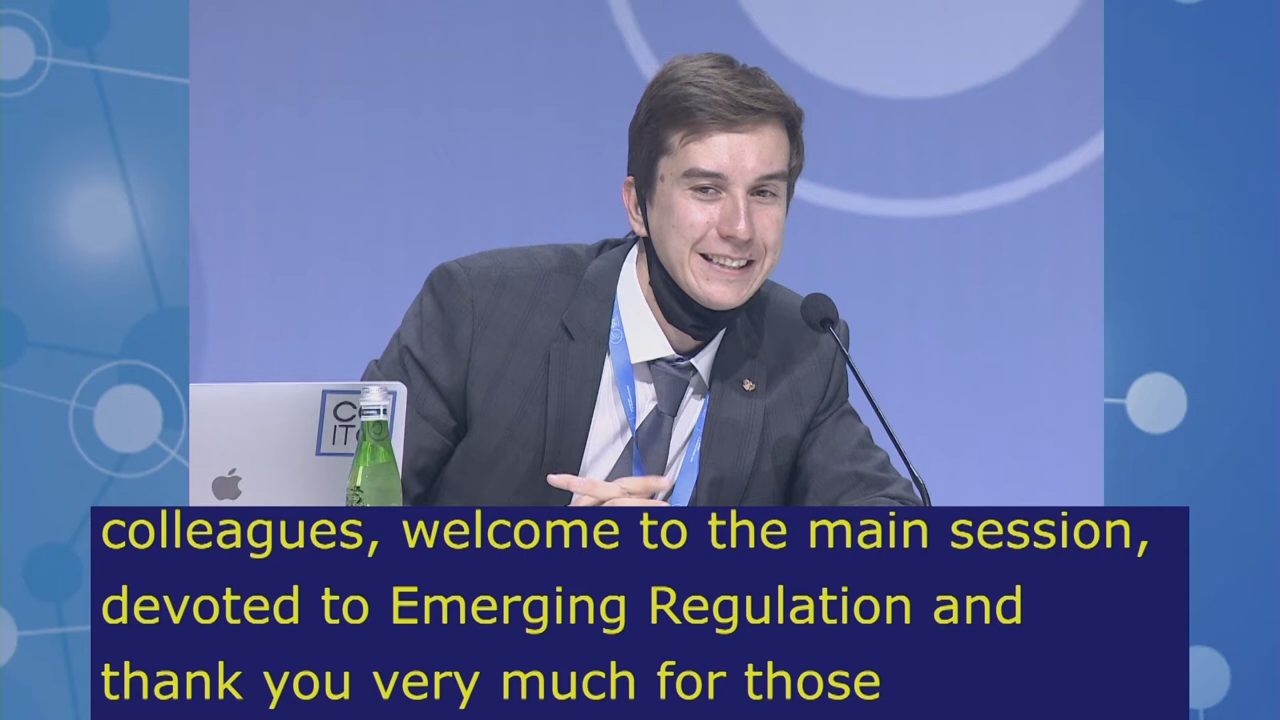 colleagues, welcome to the main session,
devoted to Emerging Regulation and
thank you very much for those